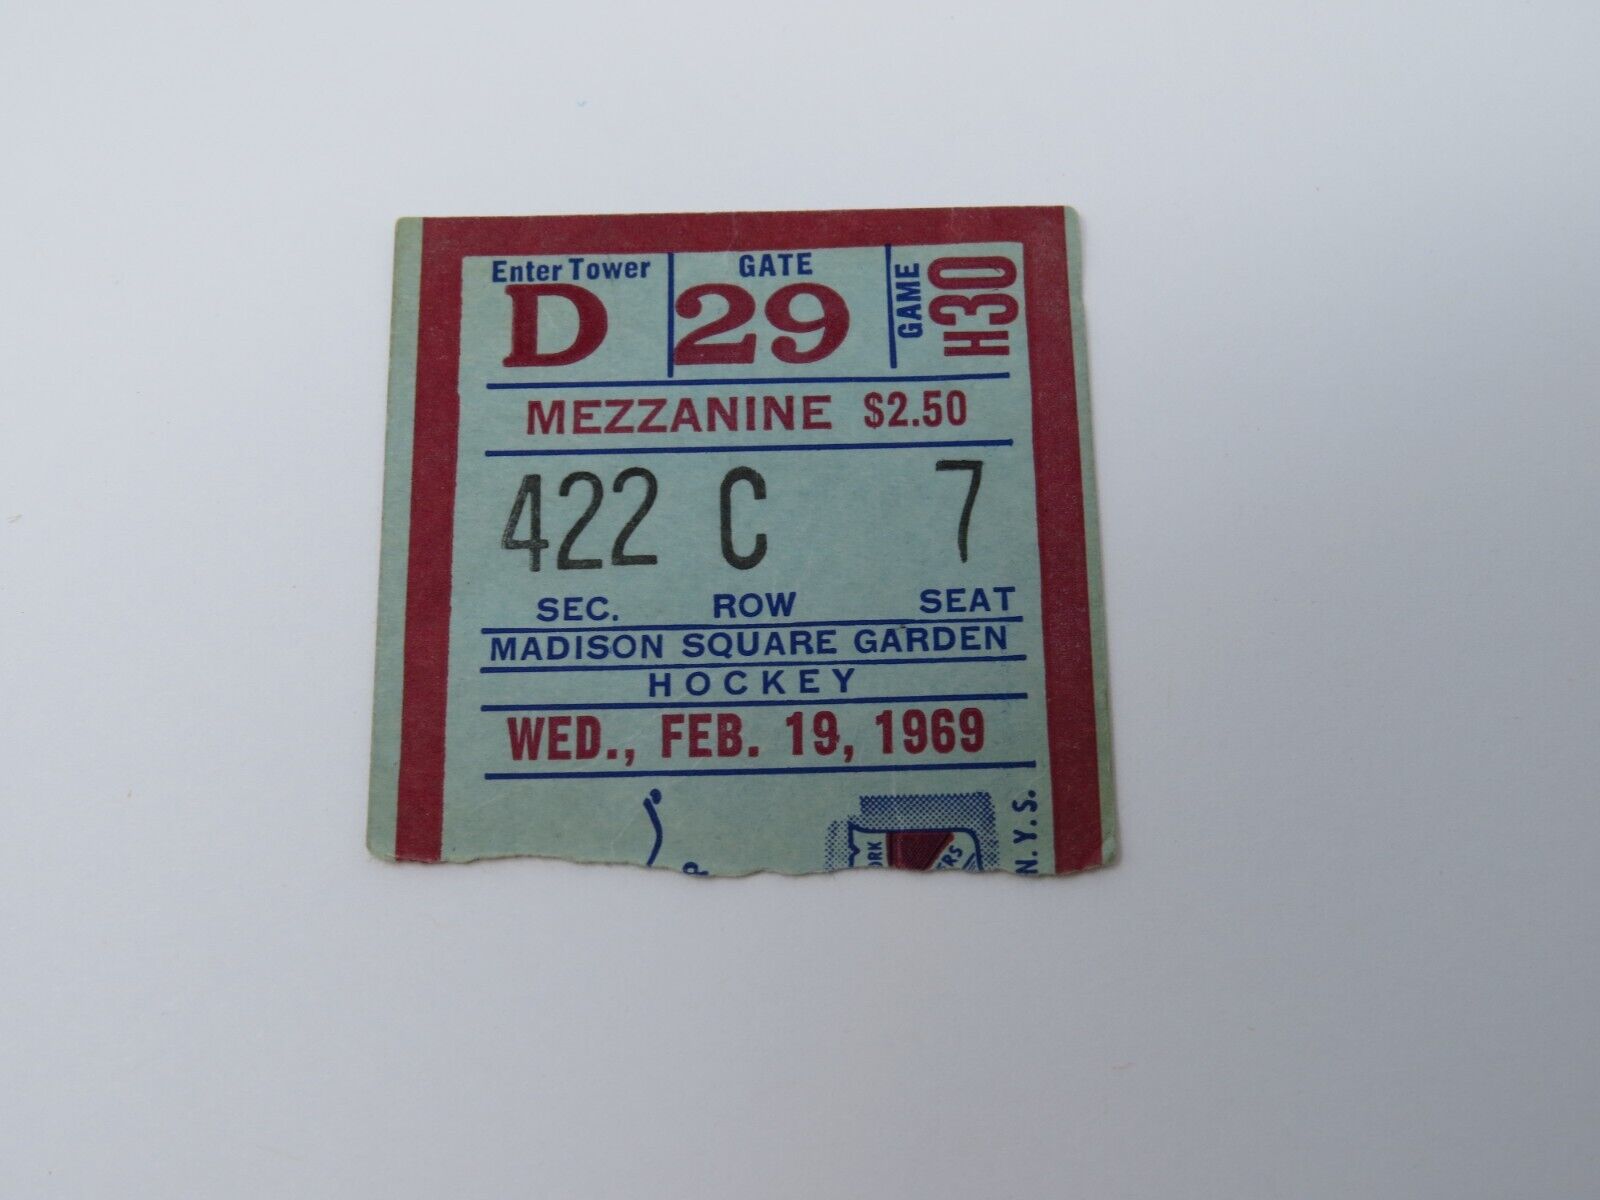 Enter Tower GATE GAME
D 29 H30
MEZZANINE $2.50
422 C 7
SEC. ROW SEAT
MADISON SQUARE GARDEN
HOCKEY
WED., FEB. 19, 1969
N.Y.S.